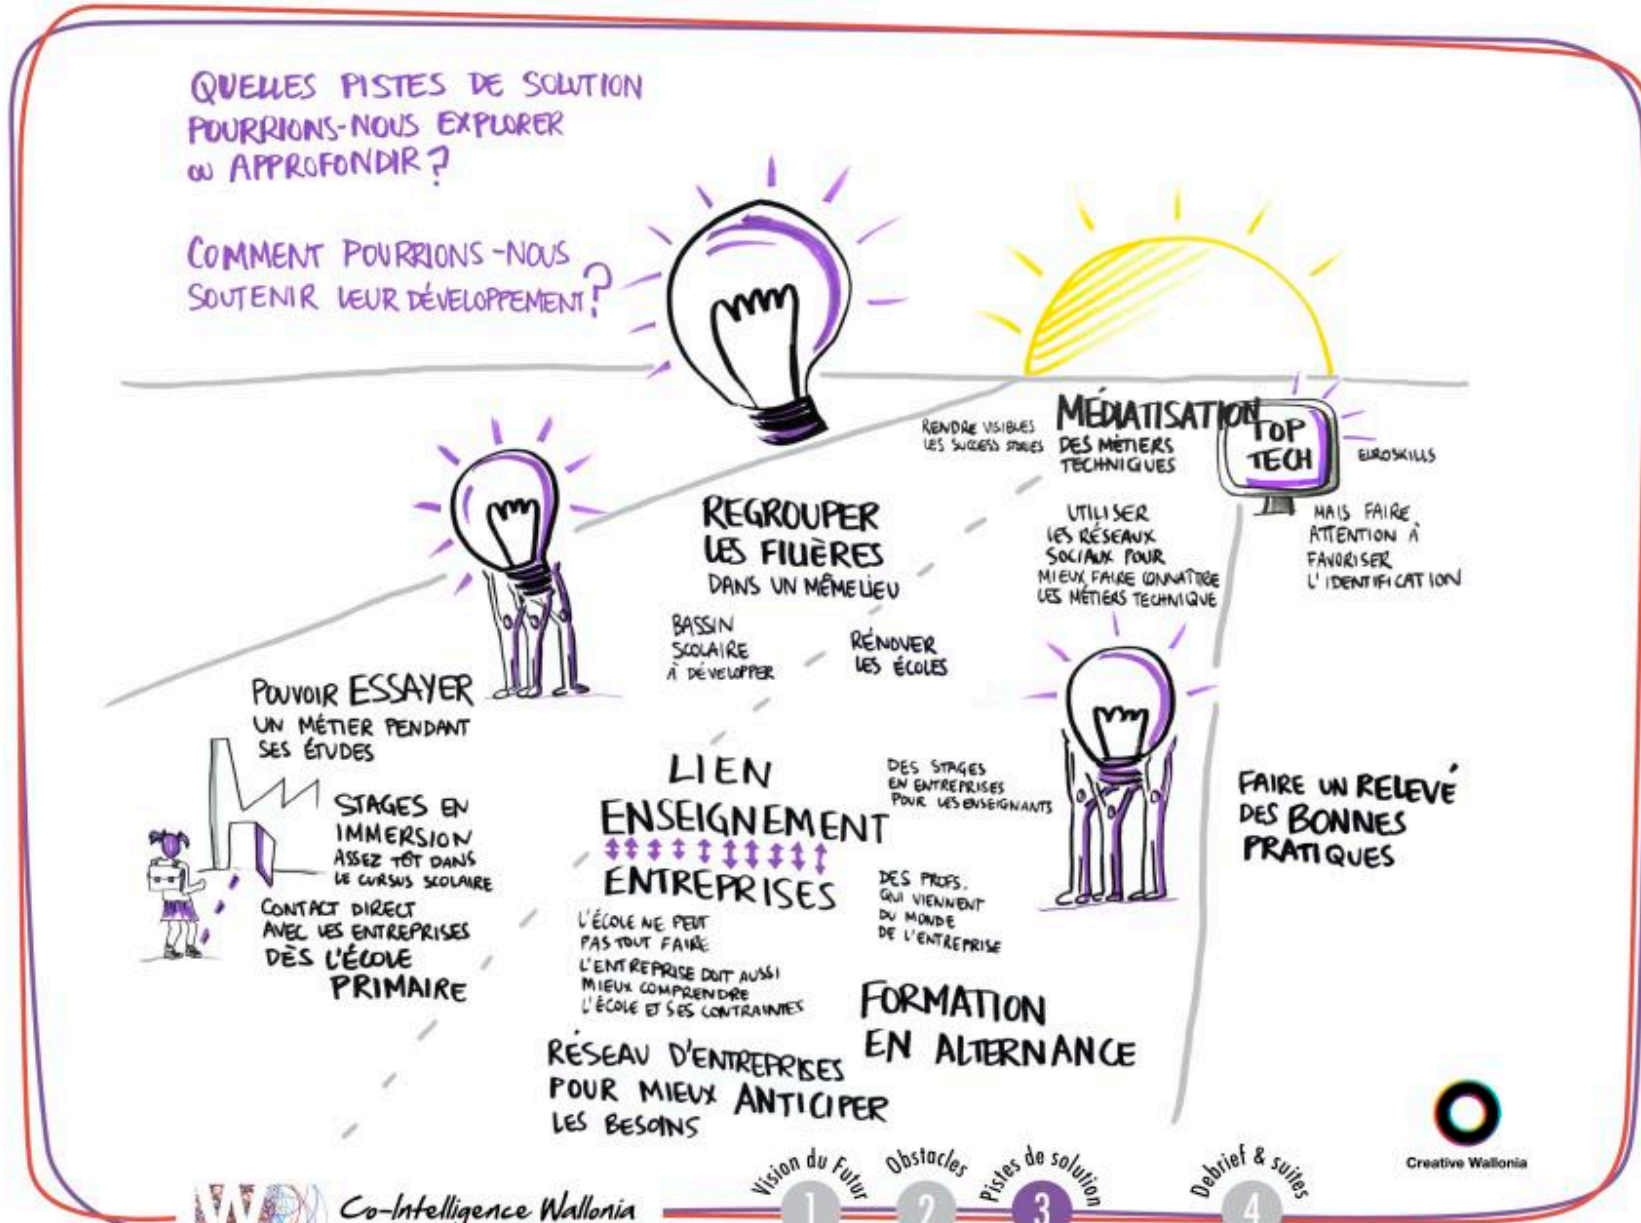 QUELLES PISTES DE SOLUTION
POURRIONS-NOUS EXPLORER
OU APPROFONDIR ?
COMMENT POURRIONS-NOUS
SOUTENIR LEUR DÉVELOPPEMENT ?
RENDRE VISIBLES
LES SUCCESS STORIES
MÉDIATISATION
DES MÉTIERS
TECHNIQUES
TOP
TECH
EUROSKILLS
UTILISER
LES RÉSEAUX
SOCIAUX POUR
MIEUX FAIRE CONNAÎTRE
LES MÉTIERS TECHNIQUE
MAIS FAIRE
ATTENTION À
FAVORISER
L'IDENTIFICATION
REGROUPER
LES FILIÈRES
DANS UN MÊME LIEU
BASSIN
SCOLAIRE
À DÉVELOPPER
RÉNOVER
LES ÉCOLES
POUVOIR ESSAYER
UN MÉTIER PENDANT
SES ÉTUDES
STAGES EN
IMMERSION
ASSEZ TÔT DANS
LE CURSUS SCOLAIRE
CONTACT DIRECT
AVEC LES ENTREPRISES
DÈS L'ÉCOLE
PRIMAIRE
LIEN
ENSEIGNEMENT
ENTREPRISES
L'ÉCOLE NE PEUT
PAS TOUT FAIRE
L'ENTREPRISE DOIT AUSSI
MIEUX COMPRENDRE
L'ÉCOLE ET SES CONTRAINTES
DES STAGES
EN ENTREPRISES
POUR LES ENSEIGNANTS
DES PROFS.
QUI VIENNENT
DU MONDE
DE L'ENTREPRISE
FAIRE UN RELEVÉ
DES BONNES
PRATIQUES
FORMATION
EN ALTERNANCE
RÉSEAU D'ENTREPRISES
POUR MIEUX ANTICIPER
LES BESOINS
Creative Wallonia
Co-Intelligence Wallonia
Vision du Futur
1
Obstacles
2
Pistes de solution
3
Debrief & suites
4